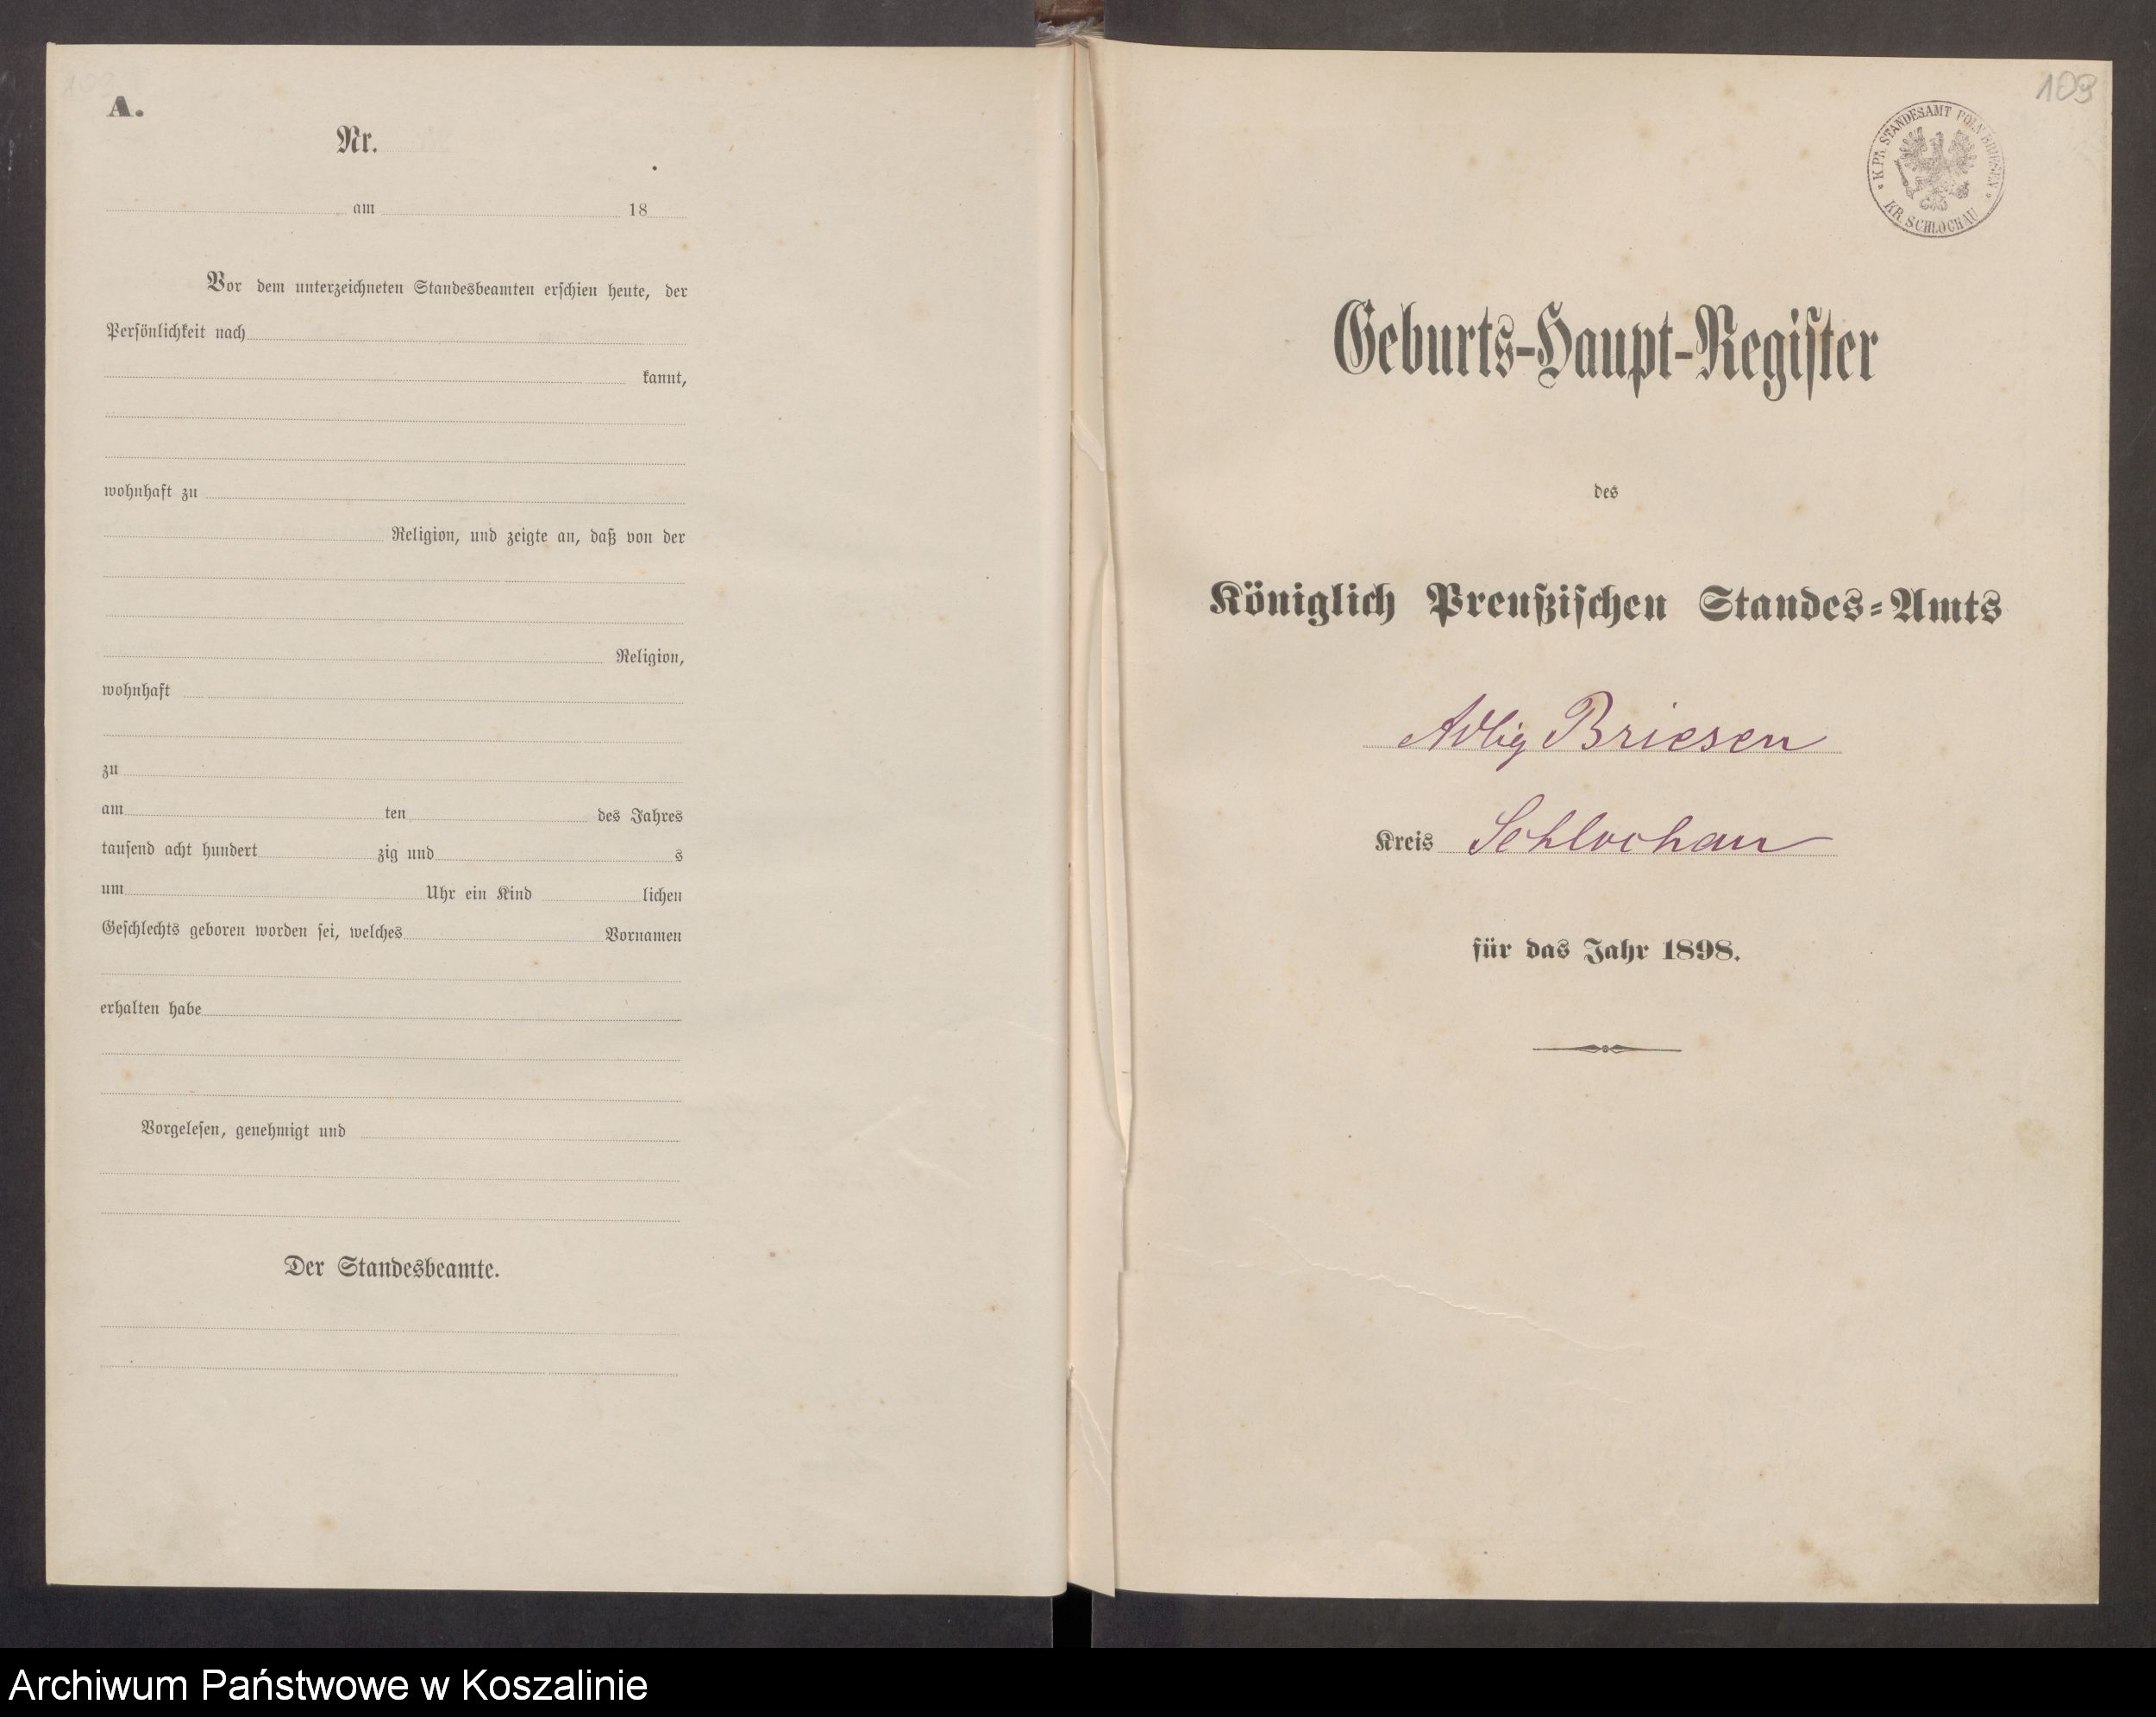 A.
Nr.
am 18
Vor dem unterzeichneten Standesbeamten erschien heute, der
Persönlichkeit nach
kannt,
wohnhaft zu
Religion, und zeigte an, daß von der
Religion,
wohnhaft
zu
am ten des Jahres
tausend acht hundert zig und s
um Uhr ein Kind lichen
Geschlechts geboren worden sei, welches Vornamen
erhalten habe
Vorgelesen, genehmigt und
Der Standesbeamte.
109
K. PR. STANDESAMT POLN. BRIESEN
KR. SCHLOCHAU
Geburts-Haupt-Register
des
Königlich Preußischen Standes-Amts
Adlig Briesen
Kreis Schlochau
für das Jahr 1898.
Archiwum Państwowe w Koszalinie